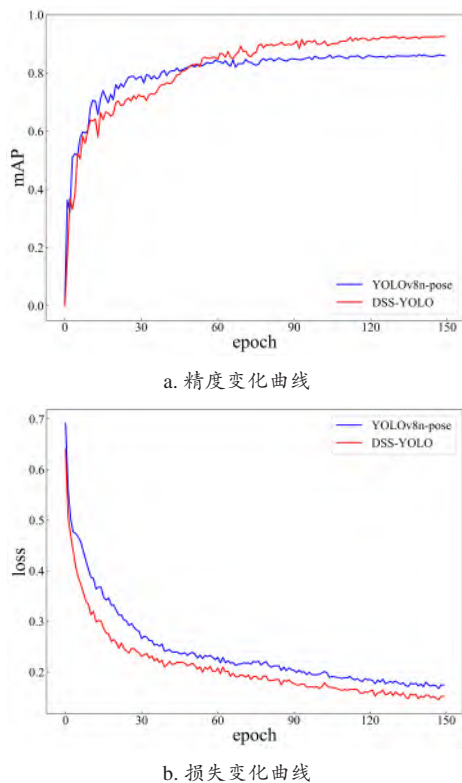 1.0
0.8
0.6
mAP
0.4
0.2
0.0
YOLOv8n-pose
DSS-YOLO
0 30 60 90 120 150
epoch
a. 精度变化曲线
0.7
YOLOv8n-pose
DSS-YOLO
0.6
0.5
loss
0.4
0.3
0.2
0 30 60 90 120 150
epoch
b. 损失变化曲线